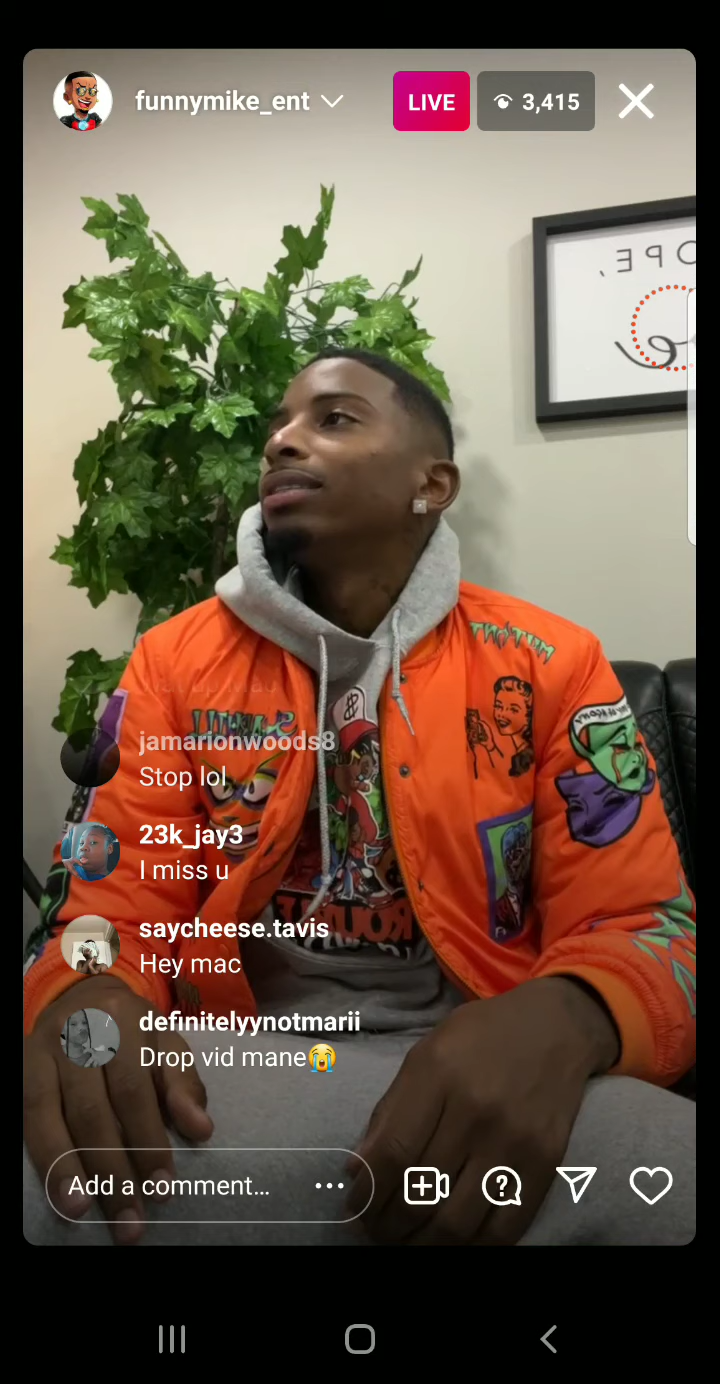 funnymike_ent
LIVE
3,415
OPE,
jamarionwoods8
Stop lol
23k_jay3
I miss u
saycheese.tavis
Hey mac
definitelyynotmarii
Drop vid mane😭
Add a comment...